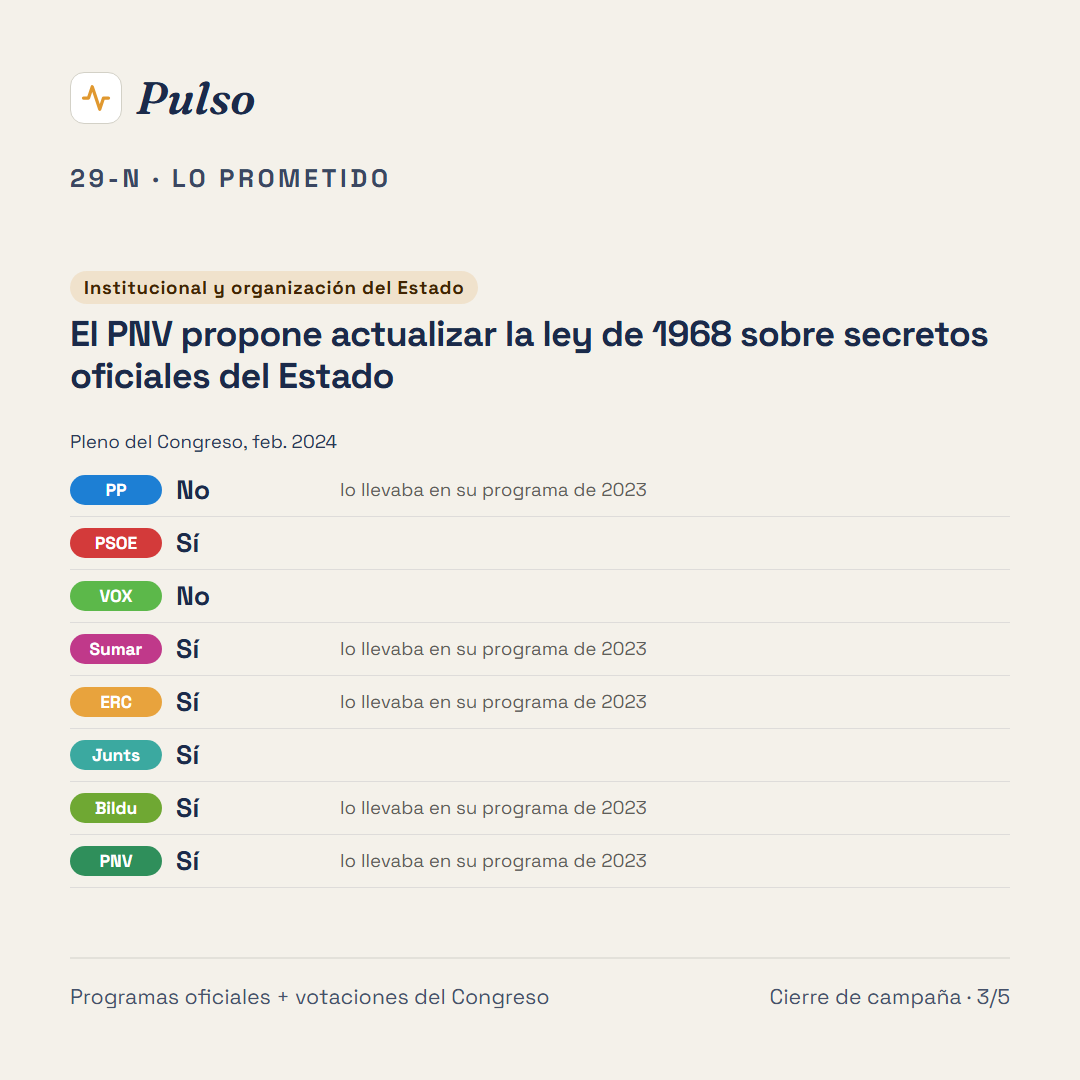 Pulso
29-N · LO PROMETIDO
Institucional y organización del Estado
El PNV propone actualizar la ley de 1968 sobre secretos
oficiales del Estado
Pleno del Congreso, feb. 2024
PP No lo llevaba en su programa de 2023
PSOE Sí
VOX No
Sumar Sí lo llevaba en su programa de 2023
ERC Sí lo llevaba en su programa de 2023
Junts Sí
Bildu Sí lo llevaba en su programa de 2023
PNV Sí lo llevaba en su programa de 2023
Programas oficiales + votaciones del Congreso Cierre de campaña · 3/5